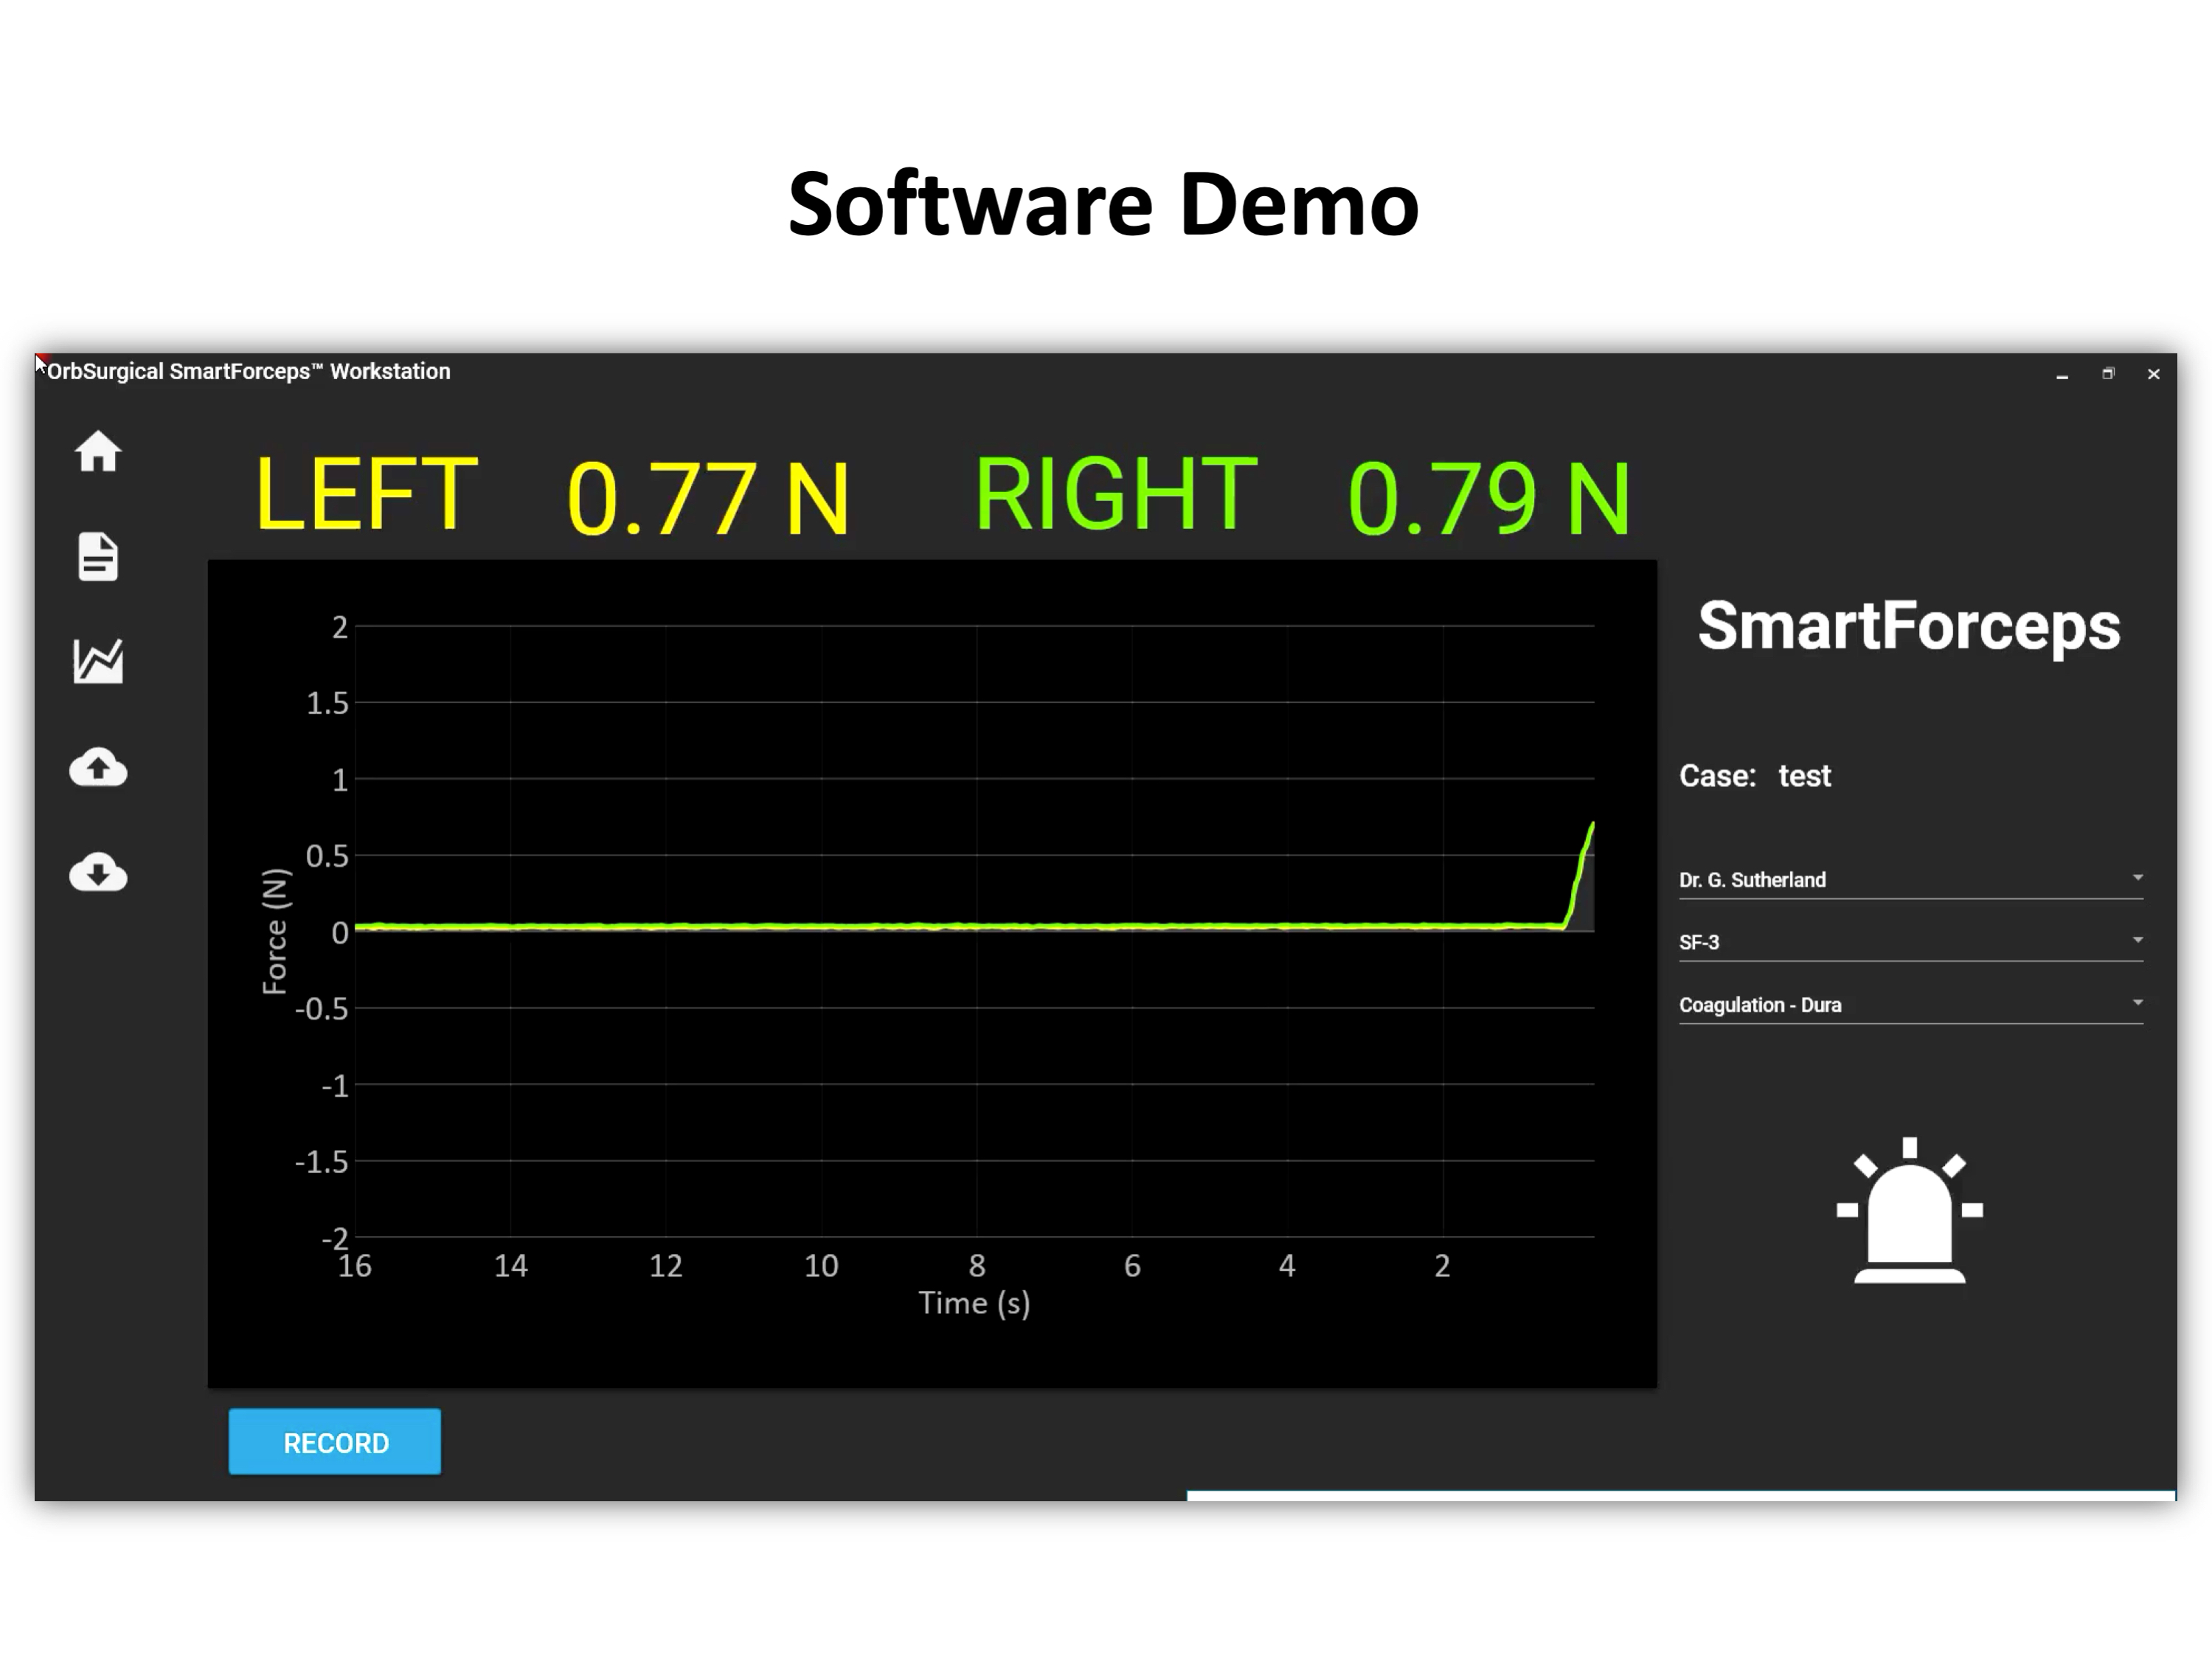 Software Demo
OrbSurgical SmartForceps™ Workstation
LEFT 0.77 N RIGHT 0.79 N
SmartForceps
Case: test
Dr. G. Sutherland
SF-3
Coagulation - Dura
2
1.5
1
0.5
0
-0.5
-1
-1.5
-2
Force (N)
16 14 12 10 8 6 4 2
Time (s)
RECORD